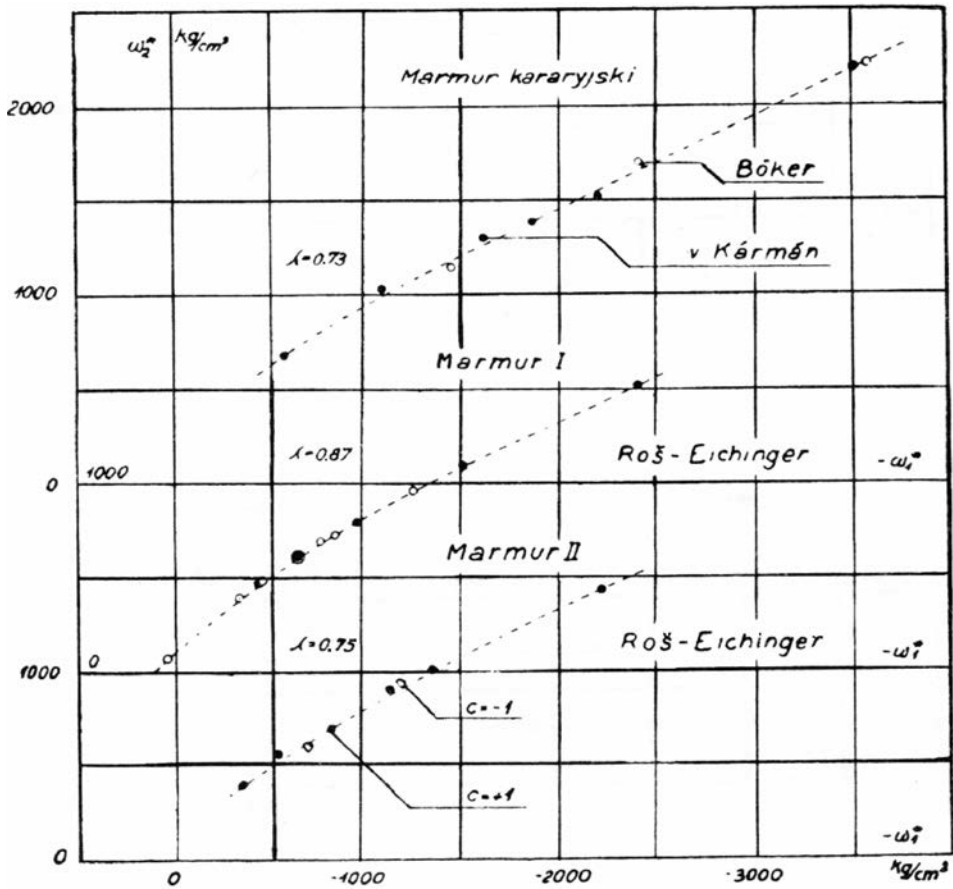 ω₂* kg/cm²
Marmur kararyjski
2000
Böker
v Kármán
λ=0.73
1000
Marmur I
λ=0.87
Roš-Eichinger
-ω₁*
1000
0
Marmur II
λ=0.75
Roš-Eichinger
-ω₁*
0
1000
c=-1
c=+1
-ω₁*
0
0
-1000
-2000
-3000
kg/cm²